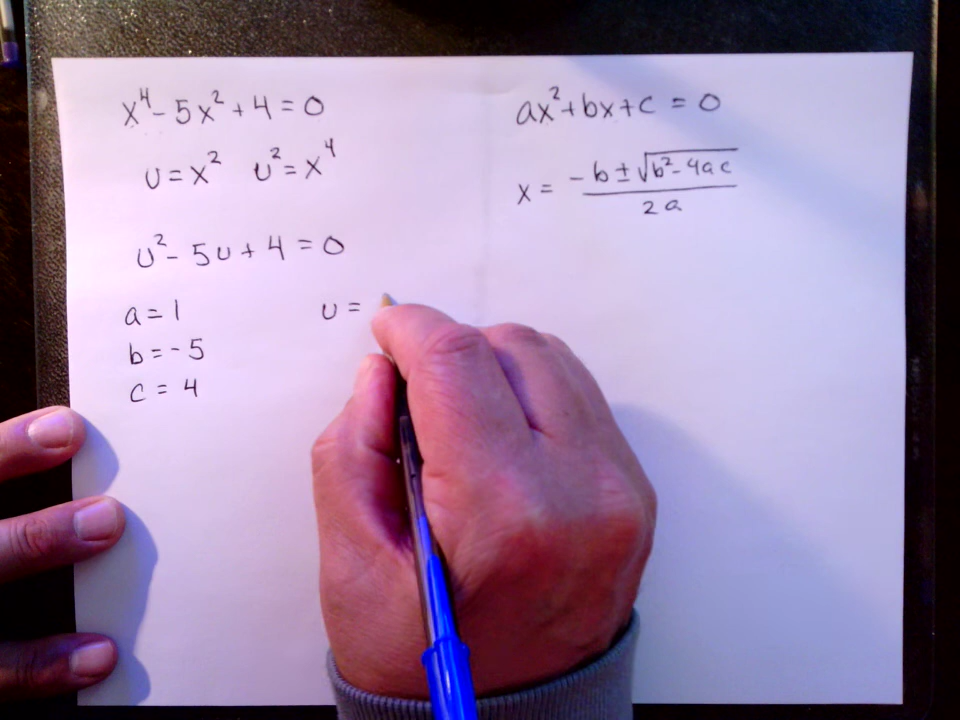 x⁴ - 5x² + 4 = 0
u = x² u² = x⁴
u² - 5u + 4 = 0
a = 1
b = -5
c = 4
u =
ax² + bx + c = 0
x = (-b ± √(b² - 4ac)) / 2a